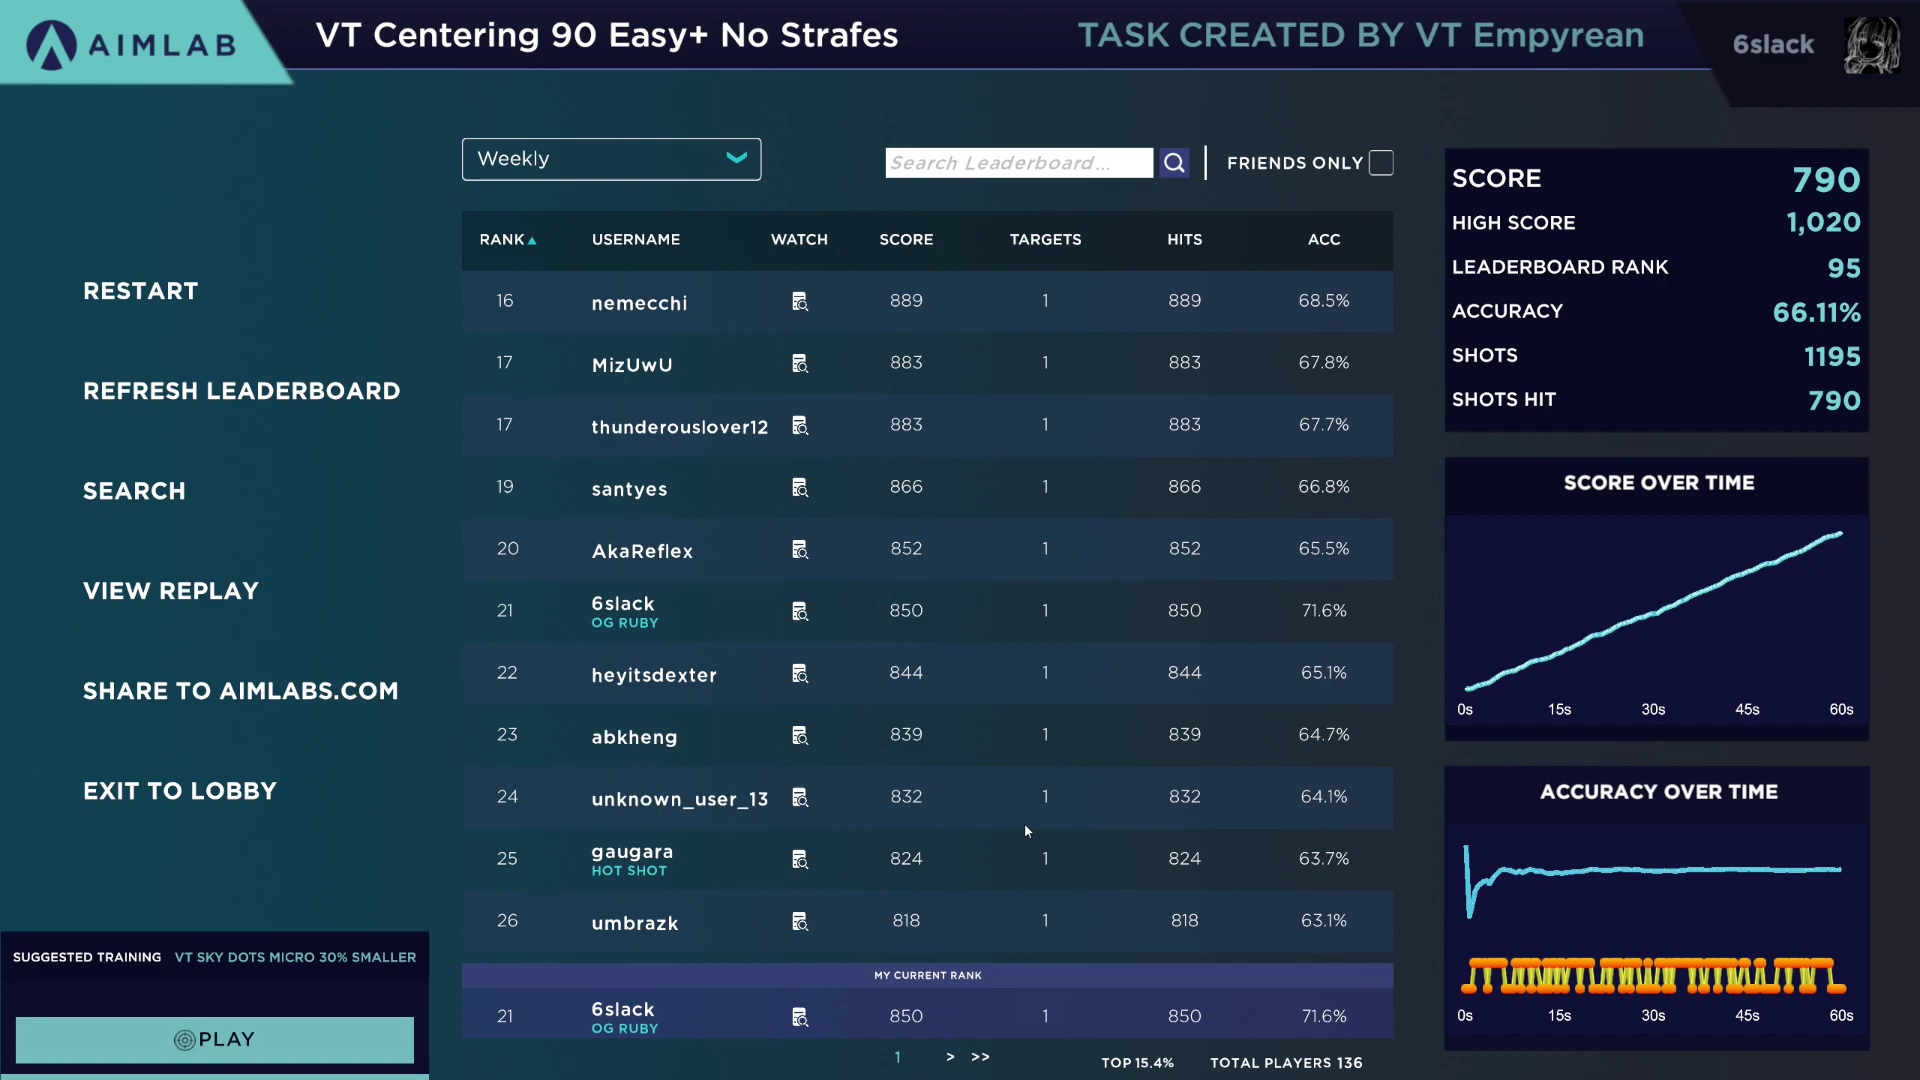 AIMLAB
VT Centering 90 Easy+ No Strafes
TASK CREATED BY VT Empyrean
6slack
Weekly
Search Leaderboard...
FRIENDS ONLY
RESTART
REFRESH LEADERBOARD
SEARCH
VIEW REPLAY
SHARE TO AIMLABS.COM
EXIT TO LOBBY
SUGGESTED TRAINING VT SKY DOTS MICRO 30% SMALLER
PLAY
RANK USERNAME WATCH SCORE TARGETS HITS ACC
16 nemecchi 889 1 889 68.5%
17 MizUwU 883 1 883 67.8%
17 thunderouslover12 883 1 883 67.7%
19 santyes 866 1 866 66.8%
20 AkaReflex 852 1 852 65.5%
21 6slack 850 1 850 71.6%
OG RUBY
22 heyitsdexter 844 1 844 65.1%
23 abkheng 839 1 839 64.7%
24 unknown_user_13 832 1 832 64.1%
25 gaugara 824 1 824 63.7%
HOT SHOT
26 umbrazk 818 1 818 63.1%
MY CURRENT RANK
21 6slack 850 1 850 71.6%
OG RUBY
1 > >>
TOP 15.4% TOTAL PLAYERS 136
SCORE 790
HIGH SCORE 1,020
LEADERBOARD RANK 95
ACCURACY 66.11%
SHOTS 1195
SHOTS HIT 790
SCORE OVER TIME
0s 15s 30s 45s 60s
ACCURACY OVER TIME
0s 15s 30s 45s 60s